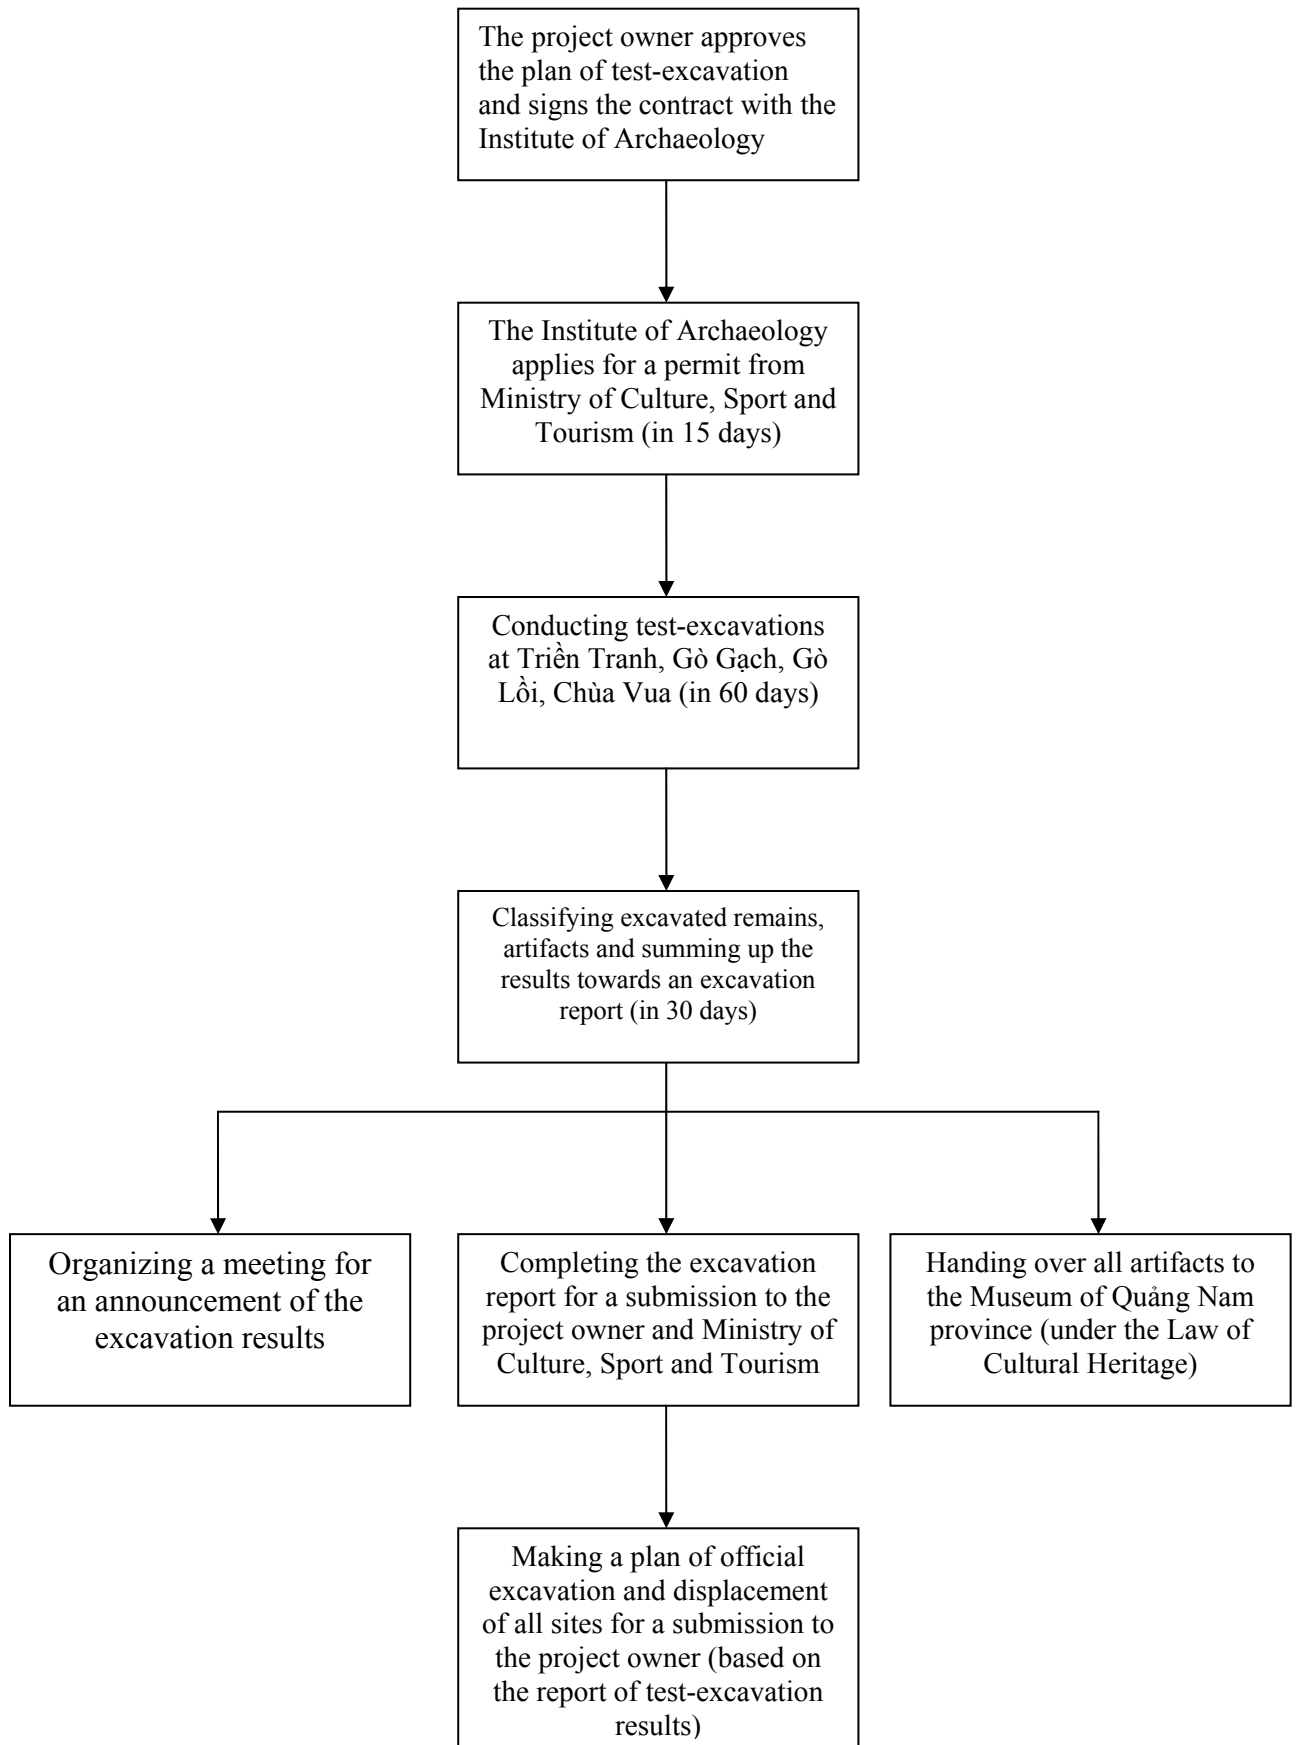 The project owner approves
the plan of test-excavation
and signs the contract with the
Institute of Archaeology
The Institute of Archaeology
applies for a permit from
Ministry of Culture, Sport and
Tourism (in 15 days)
Conducting test-excavations
at Triền Tranh, Gò Gạch, Gò
Lồi, Chùa Vua (in 60 days)
Classifying excavated remains,
artifacts and summing up the
results towards an excavation
report (in 30 days)
Organizing a meeting for
an announcement of the
excavation results
Completing the excavation
report for a submission to the
project owner and Ministry of
Culture, Sport and Tourism
Handing over all artifacts to
the Museum of Quảng Nam
province (under the Law of
Cultural Heritage)
Making a plan of official
excavation and displacement
of all sites for a submission to
the project owner (based on
the report of test-excavation
results)